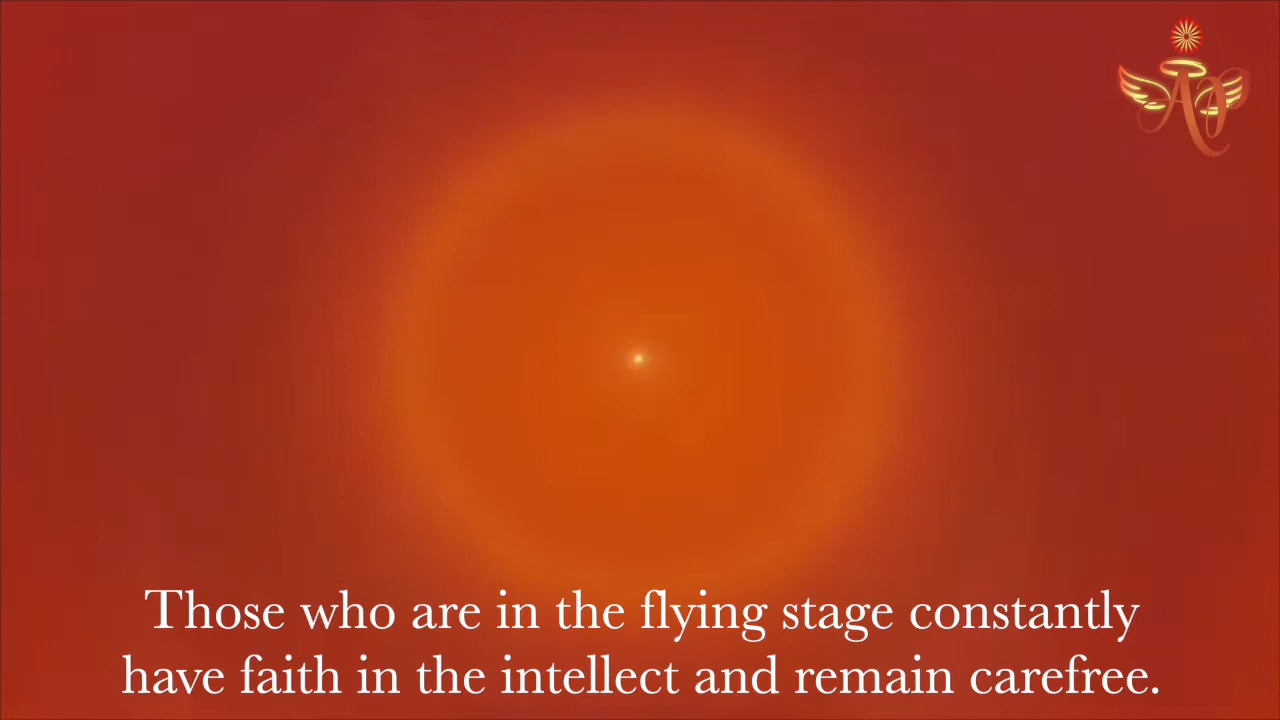 Those who are in the flying stage constantly
have faith in the intellect and remain carefree.